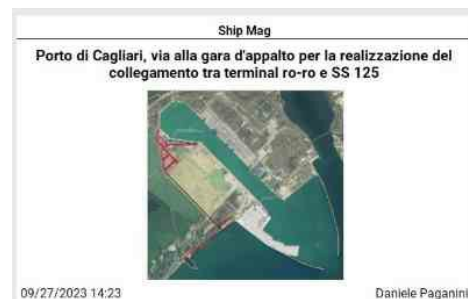 Ship Mag
Porto di Cagliari, via alla gara d'appalto per la realizzazione del
collegamento tra terminal ro-ro e SS 125
09/27/2023 14:23
Daniele Paganini